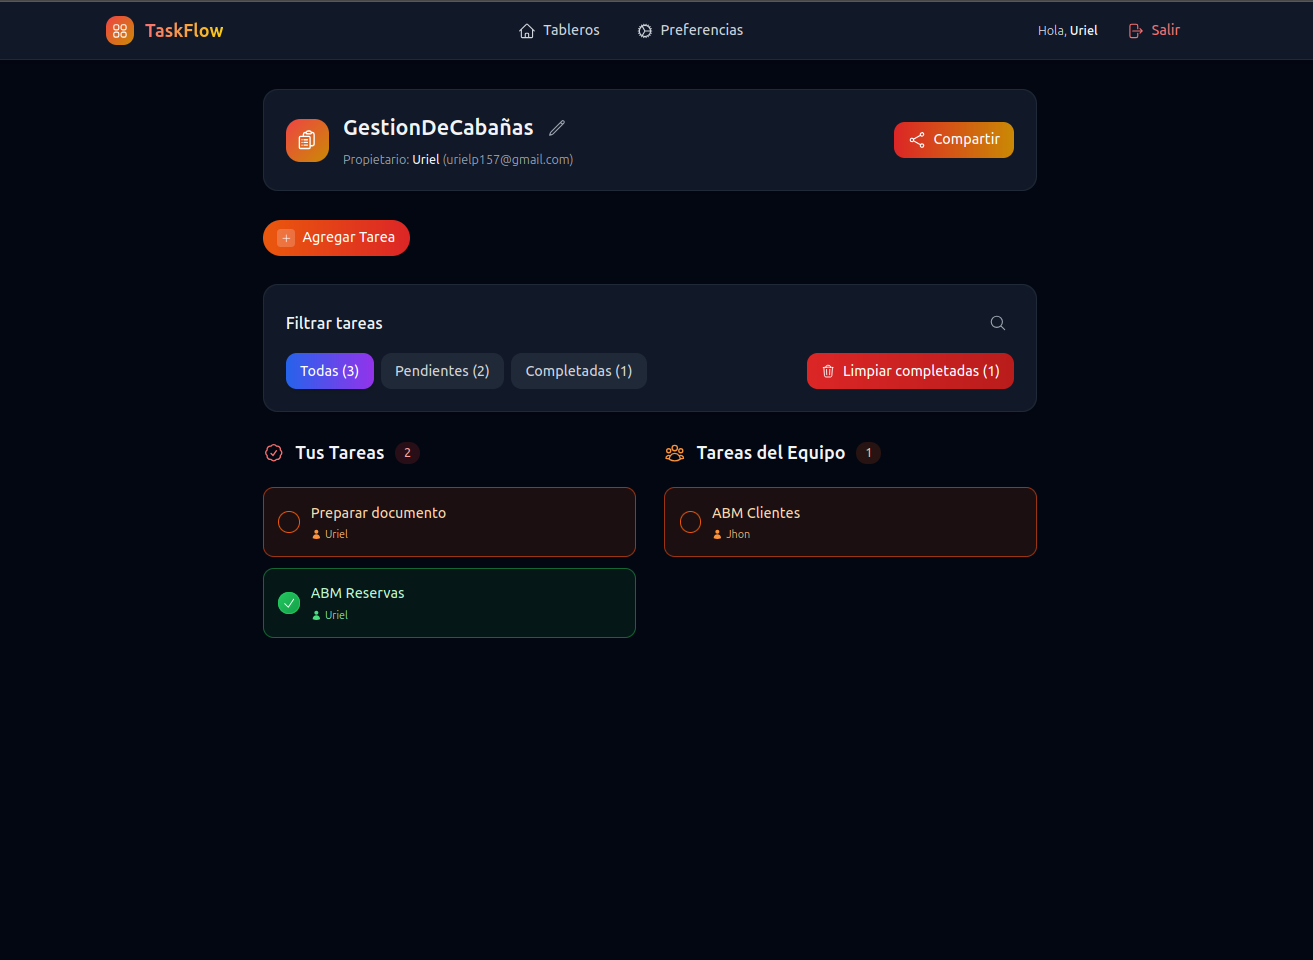 TaskFlow
Tableros
Preferencias
Hola, Uriel
Salir
GestionDeCabañas
Propietario: Uriel (urielp157@gmail.com)
Compartir
Agregar Tarea
Filtrar tareas
Todas (3)
Pendientes (2)
Completadas (1)
Limpiar completadas (1)
Tus Tareas 2
Preparar documento
Uriel
ABM Reservas
Uriel
Tareas del Equipo 1
ABM Clientes
Jhon